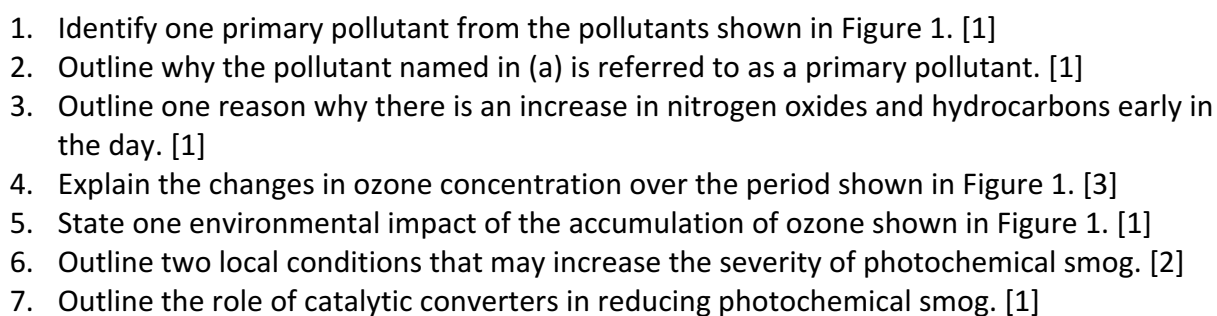 1. Identify one primary pollutant from the pollutants shown in Figure 1. [1]
2. Outline why the pollutant named in (a) is referred to as a primary pollutant. [1]
3. Outline one reason why there is an increase in nitrogen oxides and hydrocarbons early in
the day. [1]
4. Explain the changes in ozone concentration over the period shown in Figure 1. [3]
5. State one environmental impact of the accumulation of ozone shown in Figure 1. [1]
6. Outline two local conditions that may increase the severity of photochemical smog. [2]
7. Outline the role of catalytic converters in reducing photochemical smog. [1]